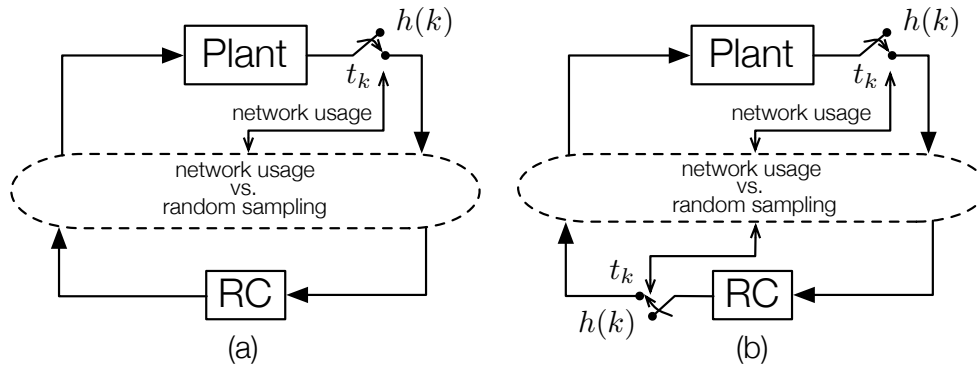 h(k)
Plant
t_k
network usage
network usage
vs.
random sampling
RC
(a)
h(k)
Plant
t_k
network usage
network usage
vs.
random sampling
t_k
h(k)
RC
(b)